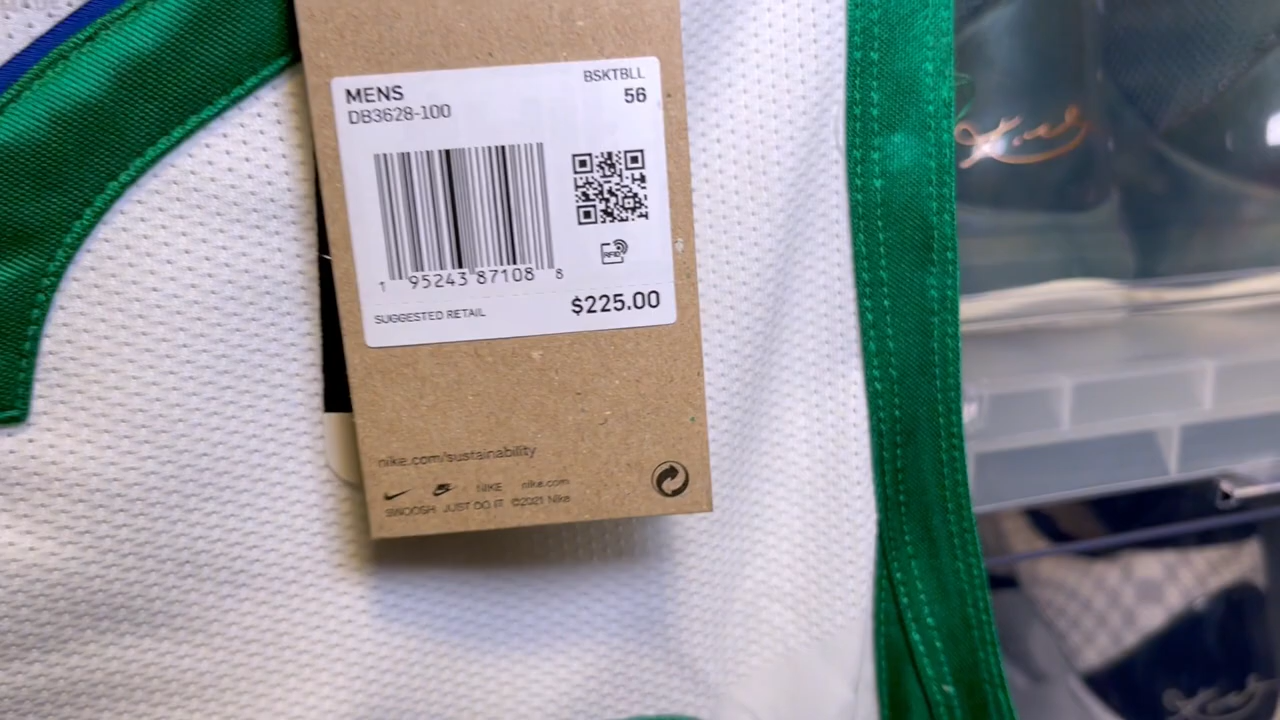 BSKTBLL
MENS
56
DB3628-100
RFID
1 95243 87108 8
SUGGESTED RETAIL
$225.00
nike.com/sustainability
NIKE nike.com
SWOOSH JUST DO IT ©2021 Nike